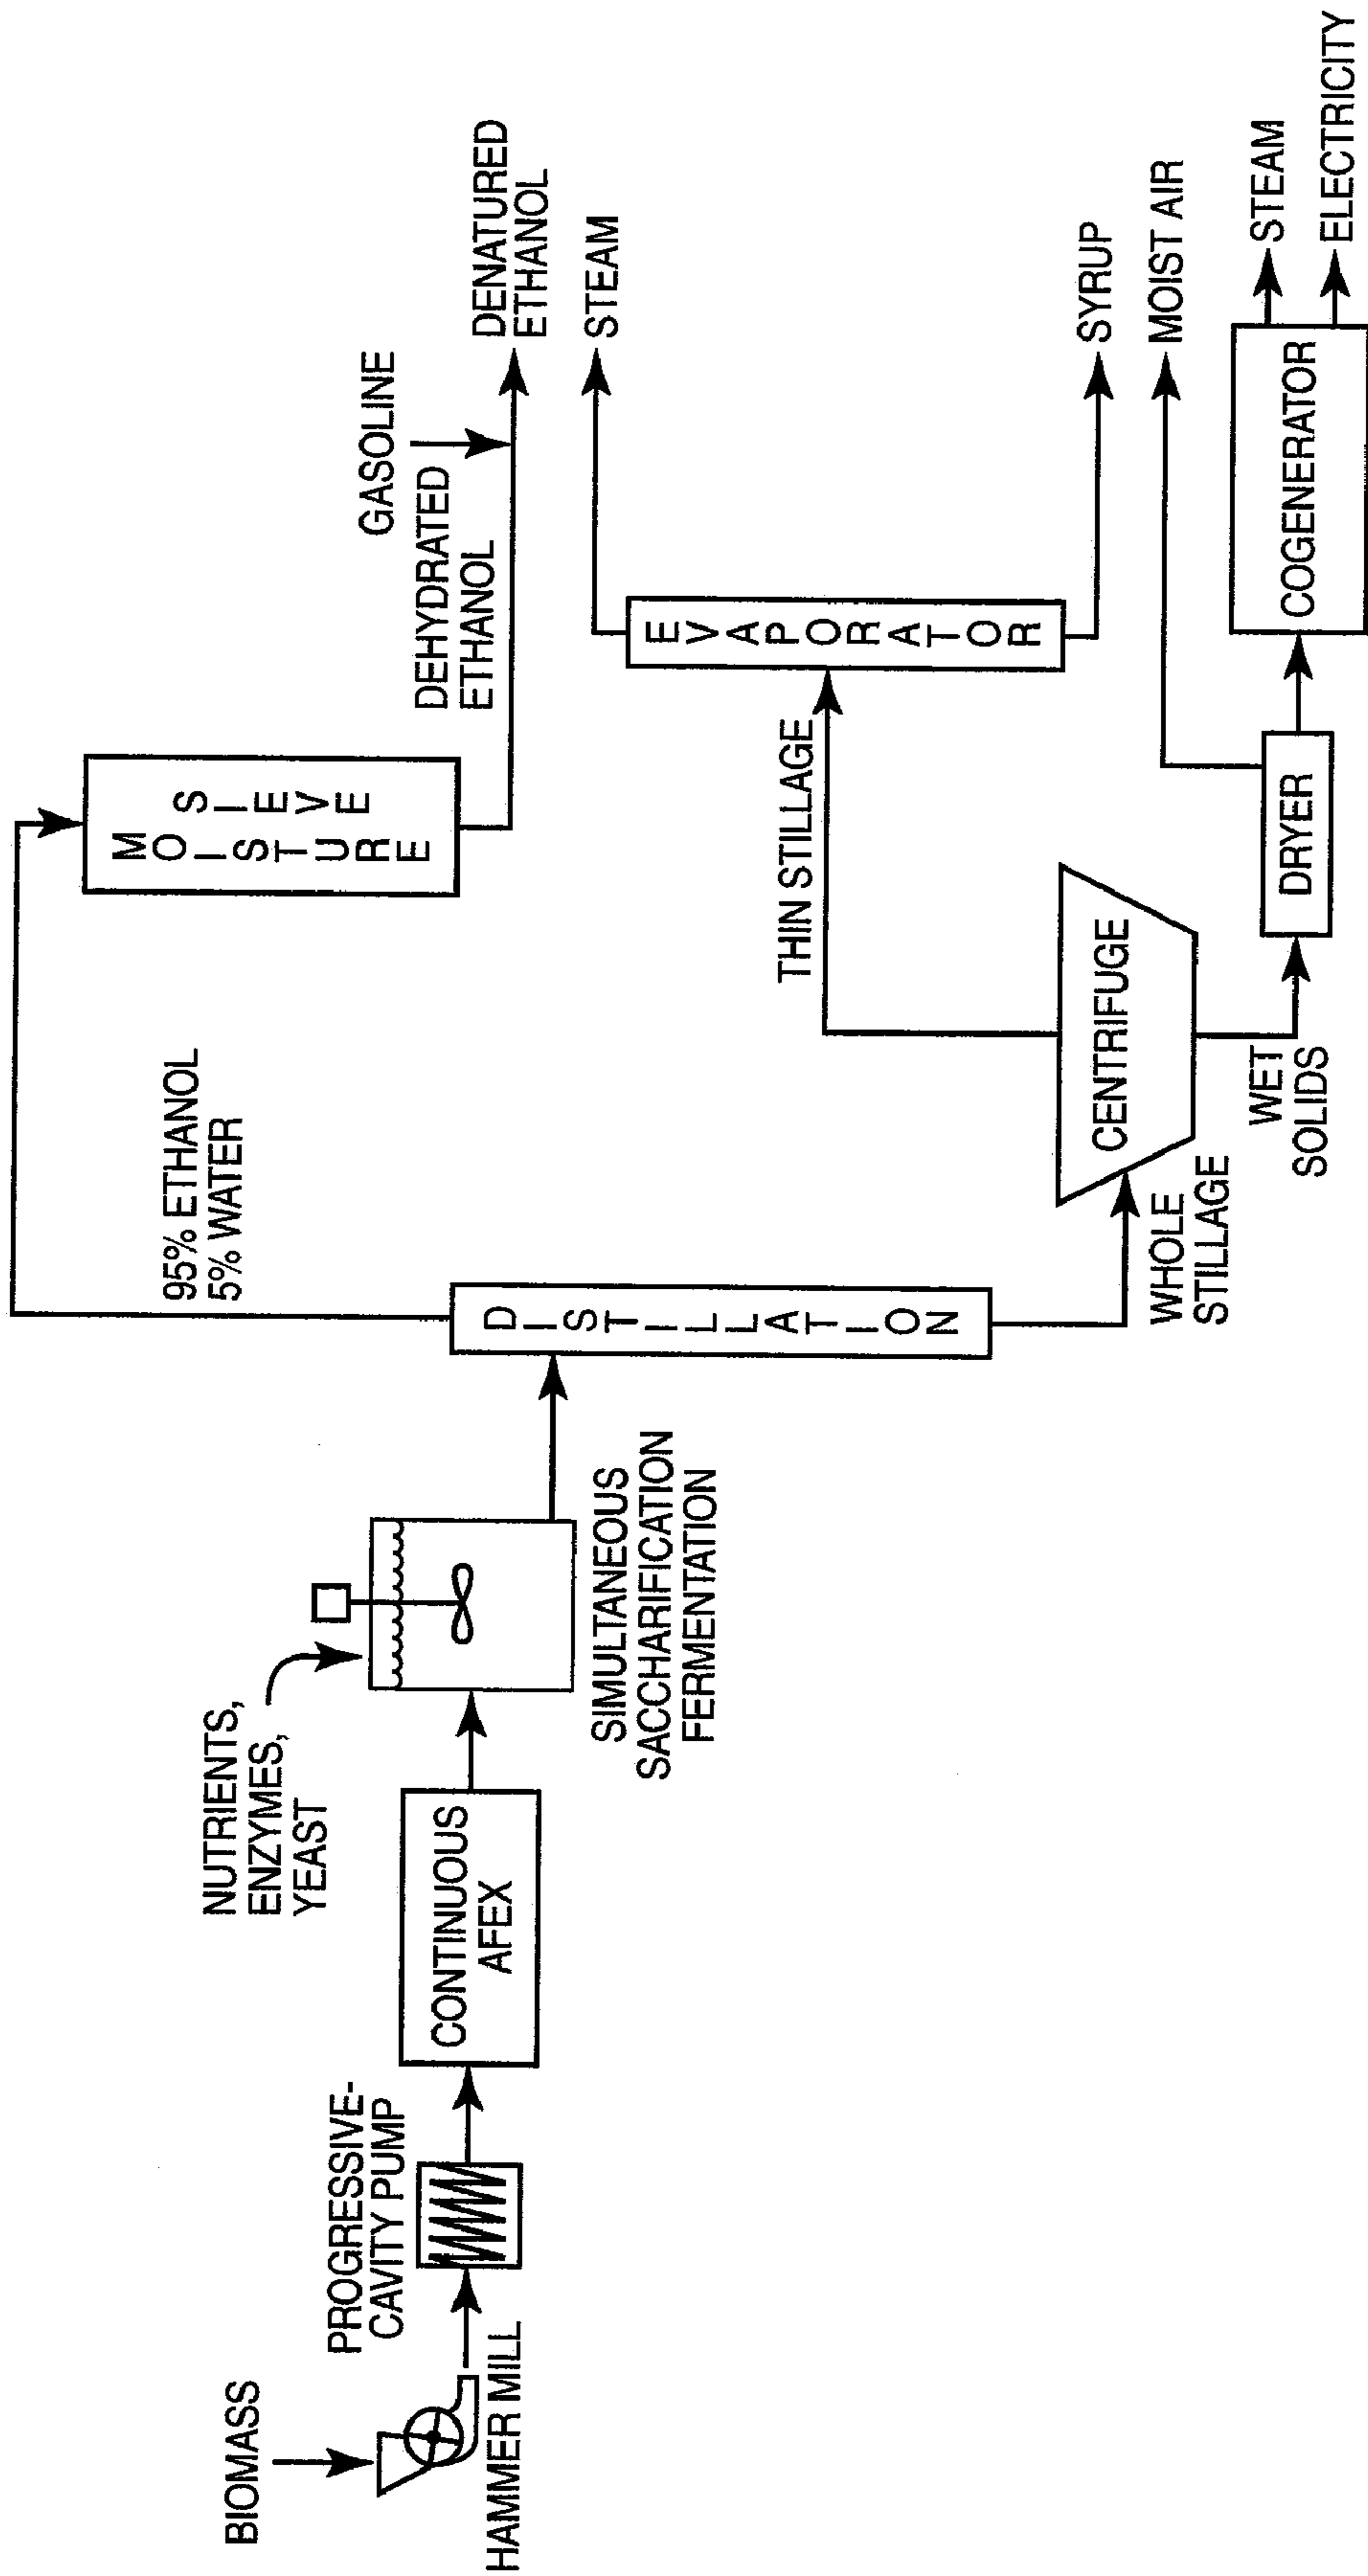 BIOMASS
HAMMER MILL
PROGRESSIVE-
CAVITY PUMP
CONTINUOUS
AFEX
NUTRIENTS,
ENZYMES,
YEAST
SIMULTANEOUS
SACCHARIFICATION
FERMENTATION
DISTILLATION
95% ETHANOL
5% WATER
MOISTURE
SIEVE
DEHYDRATED
ETHANOL
GASOLINE
DENATURED
ETHANOL
WHOLE
STILLAGE
CENTRIFUGE
THIN STILLAGE
EVAPORATOR
STEAM
SYRUP
WET
SOLIDS
DRYER
MOIST AIR
COGENERATOR
STEAM
ELECTRICITY